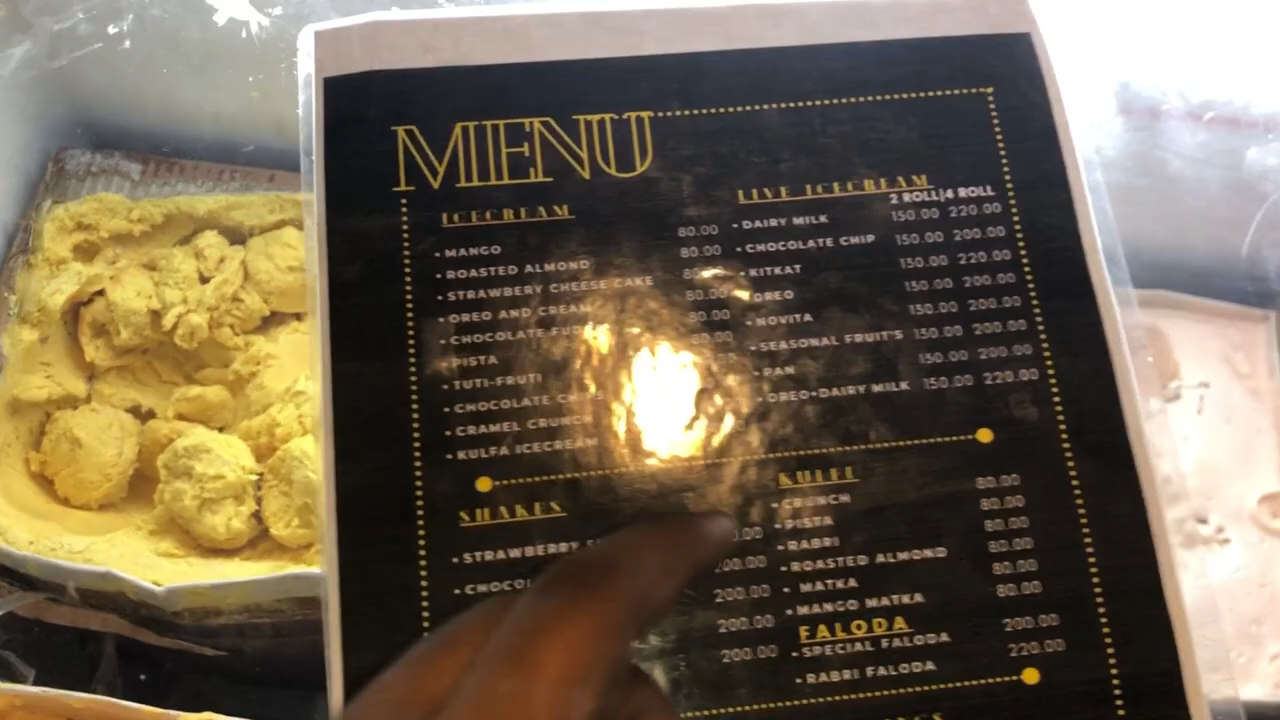 MENU
ICECREAM
• MANGO 80.00
• ROASTED ALMOND 80.00
• STRAWBERY CHEESE CAKE 80.00
• OREO AND CREAM 80.00
• CHOCOLATE 80.00
• PISTA
• TUTI-FRUTI
• CHOCOLATE
• CRAMEL CRUNCH
• KULFA ICECREAM
LIVE ICECREAM
2 ROLL|4 ROLL
• DAIRY MILK 150.00 220.00
• CHOCOLATE CHIP 150.00 200.00
• KITKAT 150.00 220.00
• OREO 150.00 200.00
• NOVITA 150.00 200.00
• SEASONAL FRUIT'S 150.00 200.00
• PAN 150.00 200.00
• OREO+DAIRY MILK 150.00 220.00
SHAKES
• STRAWBERRY
200.00
200.00
200.00
200.00
KULFI
• CRUNCH 80.00
• PISTA 80.00
• RABRI 80.00
• ROASTED ALMOND 80.00
• MATKA 80.00
• MANGO MATKA 80.00
FALODA
• SPECIAL FALODA 200.00
• RABRI FALODA 220.00